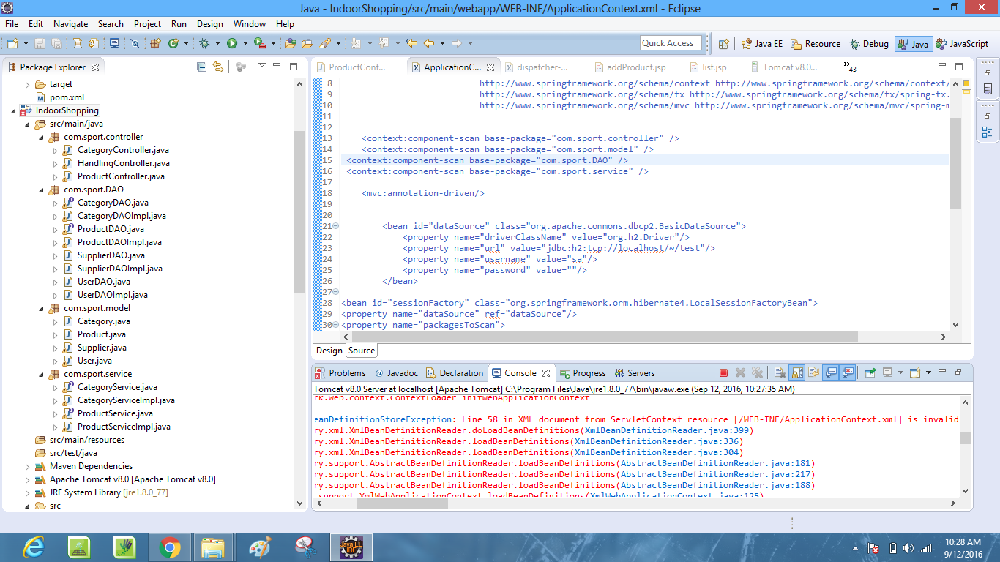 Java - IndoorShopping/src/main/webapp/WEB-INF/ApplicationContext.xml - Eclipse
File Edit Navigate Search Project Run Design Window Help
Quick Access Java EE Resource Debug Java JavaScript
Package Explorer
target
pom.xml
IndoorShopping
src/main/java
com.sport.controller
CategoryController.java
HandlingController.java
ProductController.java
com.sport.DAO
CategoryDAO.java
CategoryDAOImpl.java
ProductDAO.java
ProductDAOImpl.java
SupplierDAO.java
SupplierDAOImpl.java
UserDAO.java
UserDAOImpl.java
com.sport.model
Category.java
Product.java
Supplier.java
User.java
com.sport.service
CategoryService.java
CategoryServiceImpl.java
ProductService.java
ProductServiceImpl.java
src/main/resources
src/test/java
Maven Dependencies
Apache Tomcat v8.0 [Apache Tomcat v8.0]
JRE System Library [jre1.8.0_77]
src
ProductCont... ApplicationC... dispatcher-... addProduct.jsp list.jsp Tomcat v8.0... »43
8 http://www.springframework.org/schema/context http://www.springframework.org/schema/context/
9 http://www.springframework.org/schema/tx http://www.springframework.org/schema/tx/spring-tx.
10 http://www.springframework.org/schema/mvc http://www.springframework.org/schema/mvc/spring-m
11
12
13 <context:component-scan base-package="com.sport.controller" />
14 <context:component-scan base-package="com.sport.model" />
15 <context:component-scan base-package="com.sport.DAO" />
16 <context:component-scan base-package="com.sport.service" />
17
18 <mvc:annotation-driven/>
19
20
21 <bean id="dataSource" class="org.apache.commons.dbcp2.BasicDataSource">
22 <property name="driverClassName" value="org.h2.Driver"/>
23 <property name="url" value="jdbc:h2:tcp://localhost/~/test"/>
24 <property name="username" value="sa"/>
25 <property name="password" value=""/>
26 </bean>
27
28 <bean id="sessionFactory" class="org.springframework.orm.hibernate4.LocalSessionFactoryBean">
29 <property name="dataSource" ref="dataSource"/>
30 <property name="packagesToScan">
Design Source
Problems @ Javadoc Declaration Console Progress Servers
Tomcat v8.0 Server at localhost [Apache Tomcat] C:\Program Files\Java\jre1.8.0_77\bin\javaw.exe (Sep 12, 2016, 10:27:35 AM)
rk.web.context.ContextLoader initWebApplicationContext
eanDefinitionStoreException: Line 58 in XML document from ServletContext resource [/WEB-INF/ApplicationContext.xml] is invalid
ry.xml.XmlBeanDefinitionReader.doLoadBeanDefinitions(XmlBeanDefinitionReader.java:399)
ry.xml.XmlBeanDefinitionReader.loadBeanDefinitions(XmlBeanDefinitionReader.java:336)
ry.xml.XmlBeanDefinitionReader.loadBeanDefinitions(XmlBeanDefinitionReader.java:304)
ry.support.AbstractBeanDefinitionReader.loadBeanDefinitions(AbstractBeanDefinitionReader.java:181)
ry.support.AbstractBeanDefinitionReader.loadBeanDefinitions(AbstractBeanDefinitionReader.java:217)
ry.support.AbstractBeanDefinitionReader.loadBeanDefinitions(AbstractBeanDefinitionReader.java:188)
.support.XmlWebApplicationContext.loadBeanDefinitions(XmlWebApplicationContext.java:125)
Java EE
IDE
10:28 AM
9/12/2016